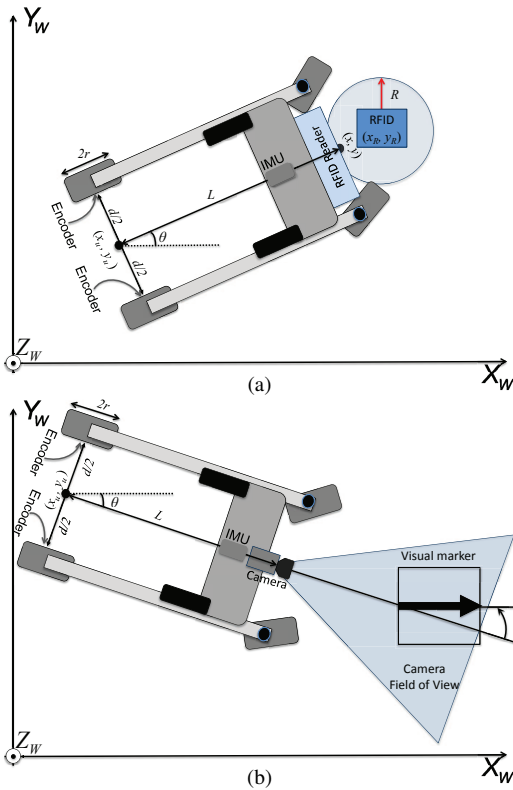 Y_W
R
RFID
(x_R, y_R)
(x, y)
RFID Reader
IMU
2r
L
Encoder
d/2
(x_u, y_u)
θ
d/2
Encoder
Z_W
X_W
(a)
Y_W
2r
Encoder
d/2
(x_u, y_u)
θ
Encoder
d/2
L
IMU
Camera
Visual marker
Camera
Field of View
Z_W
X_W
(b)